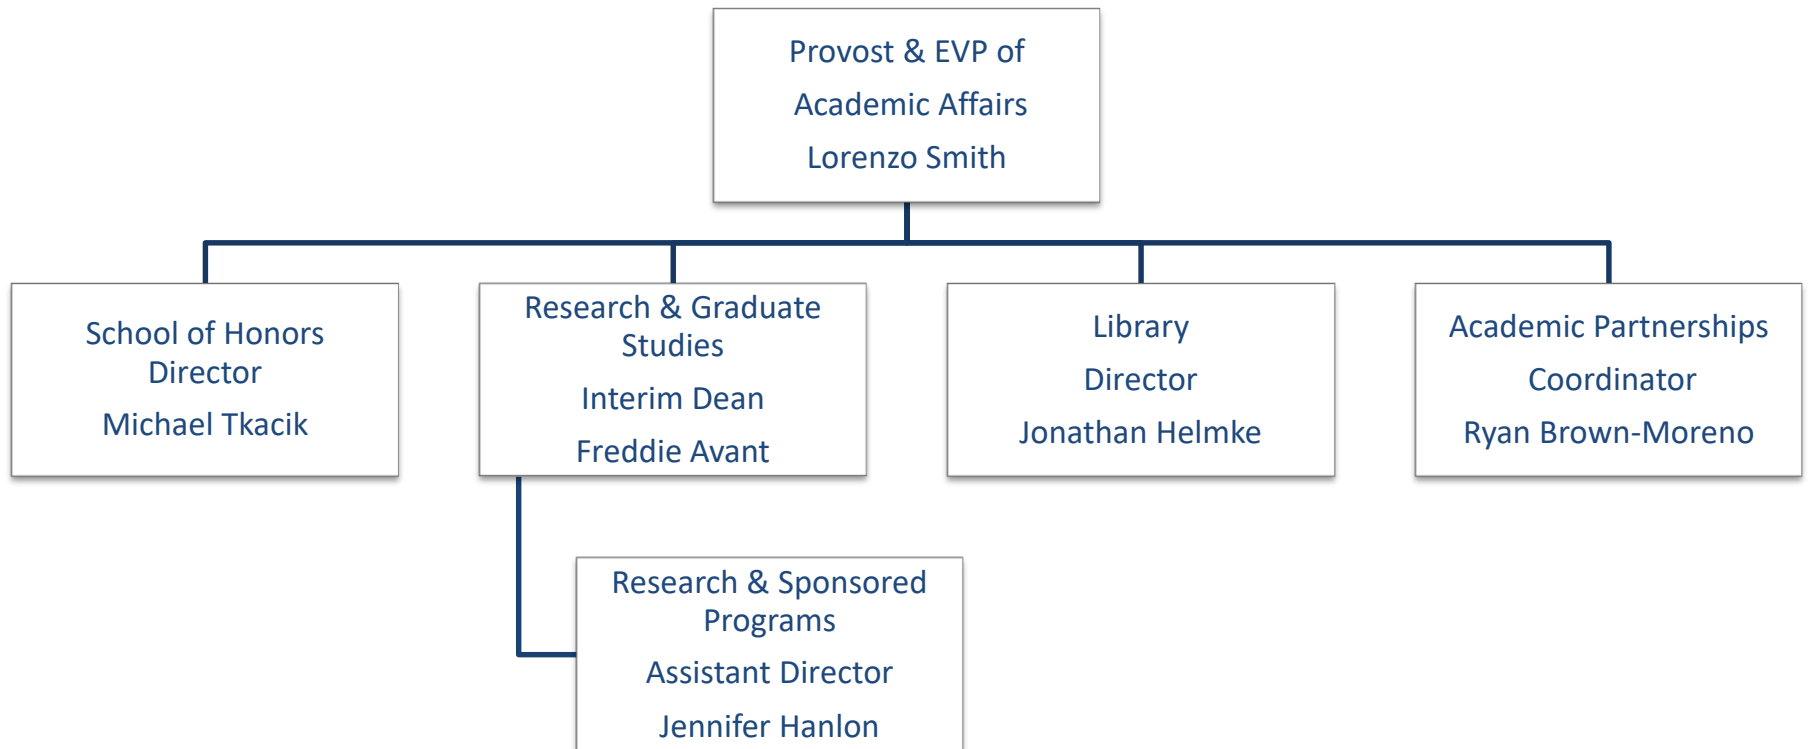 Provost & EVP of
Academic Affairs
Lorenzo Smith
School of Honors
Director
Michael Tkacik
Research & Graduate
Studies
Interim Dean
Freddie Avant
Library
Director
Jonathan Helmke
Academic Partnerships
Coordinator
Ryan Brown-Moreno
Research & Sponsored
Programs
Assistant Director
Jennifer Hanlon